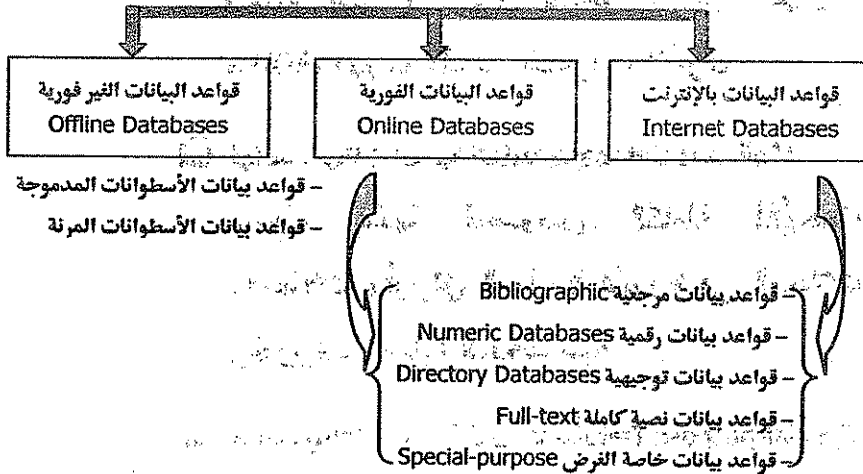 قواعد البيانات بالإنترنت
Internet Databases
قواعد البيانات الفورية
Online Databases
قواعد البيانات الغير فورية
Offline Databases
– قواعد بيانات الأسطوانات المدموجة
– قواعد بيانات الأسطوانات المرنة
– قواعد بيانات مرجعية Bibliographic
– قواعد بيانات رقمية Numeric Databases
– قواعد بيانات توجيهية Directory Databases
– قواعد بيانات نصية كاملة Full-text
– قواعد بيانات خاصة الغرض Special-purpose